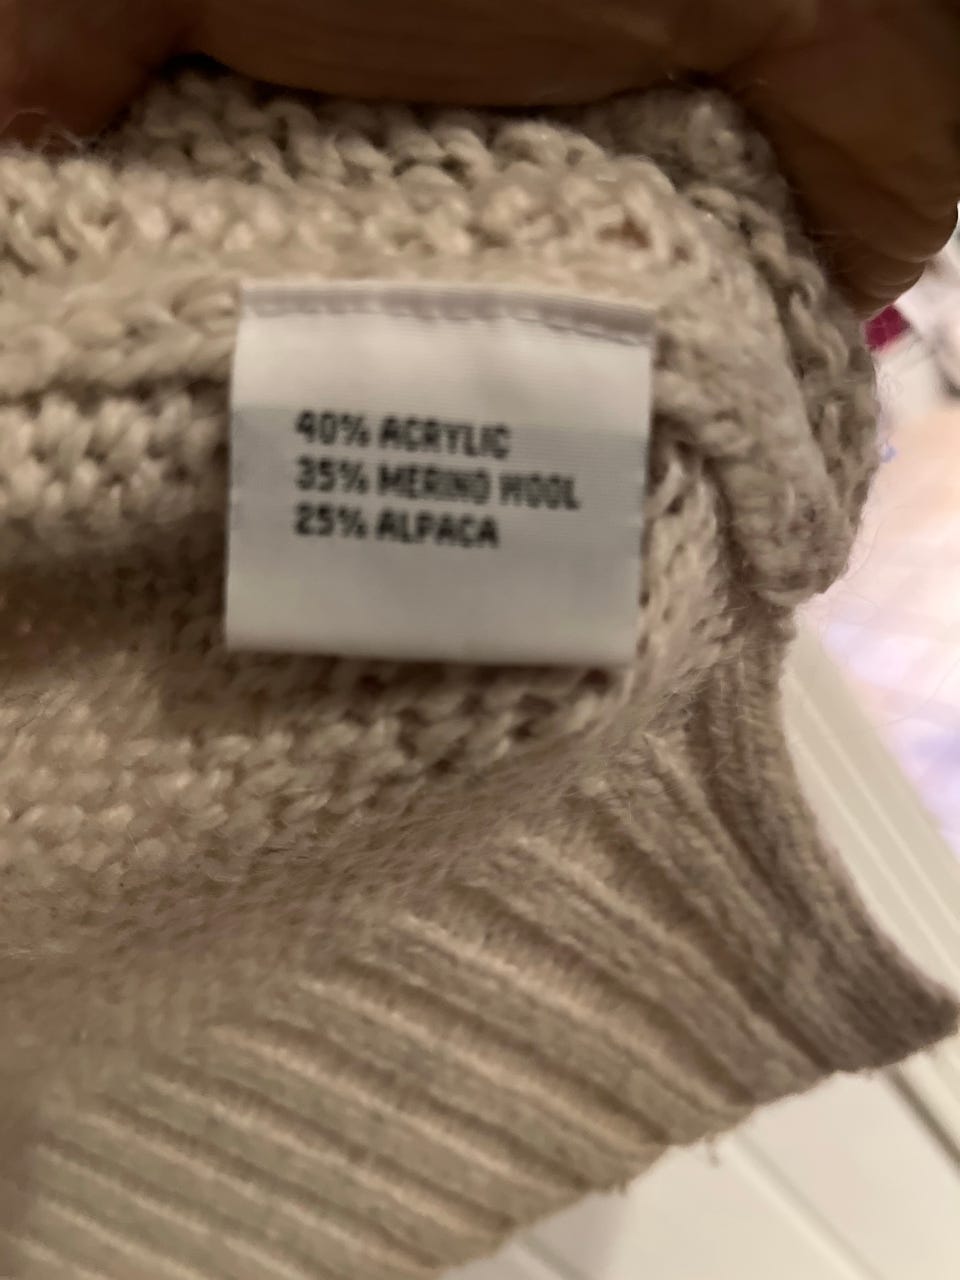 40% ACRYLIC
35% MERINO WOOL
25% ALPACA